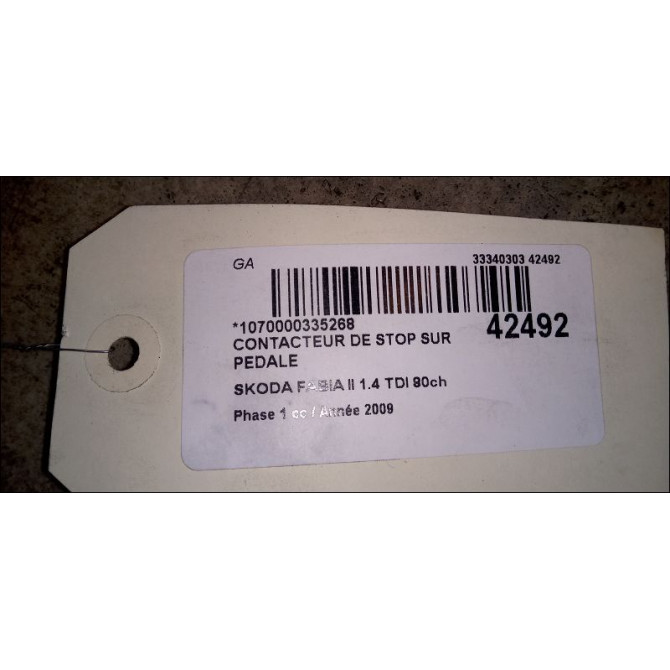 GA 33340303 42492
*1070000335268 42492
CONTACTEUR DE STOP SUR
PEDALE
SKODA FABIA II 1.4 TDI 80ch
Phase 1 cc / Année 2009